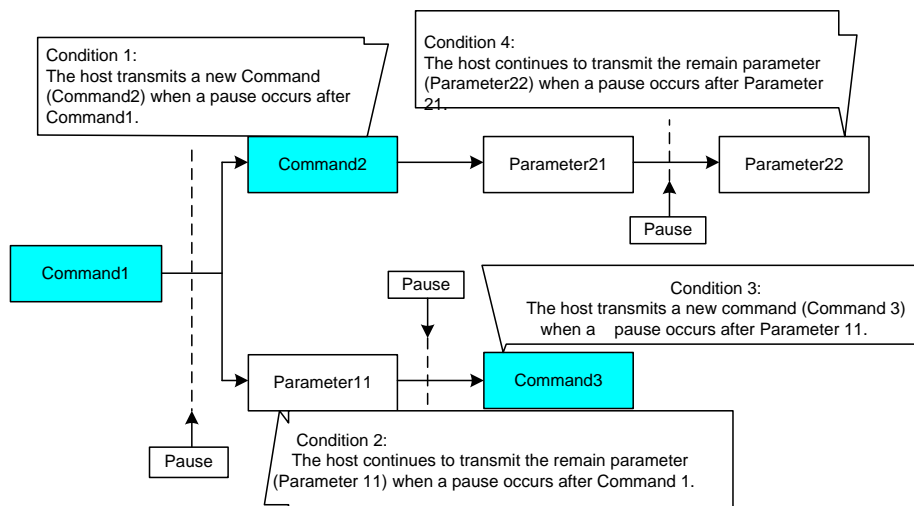 Condition 1:
The host transmits a new Command
(Command2) when a pause occurs after
Command1.
Condition 4:
The host continues to transmit the remain parameter
(Parameter22) when a pause occurs after Parameter
21.
Command2
Parameter21
Parameter22
Pause
Command1
Pause
Condition 3:
The host transmits a new command (Command 3)
when a pause occurs after Parameter 11.
Parameter11
Command3
Pause
Condition 2:
The host continues to transmit the remain parameter
(Parameter 11) when a pause occurs after Command 1.